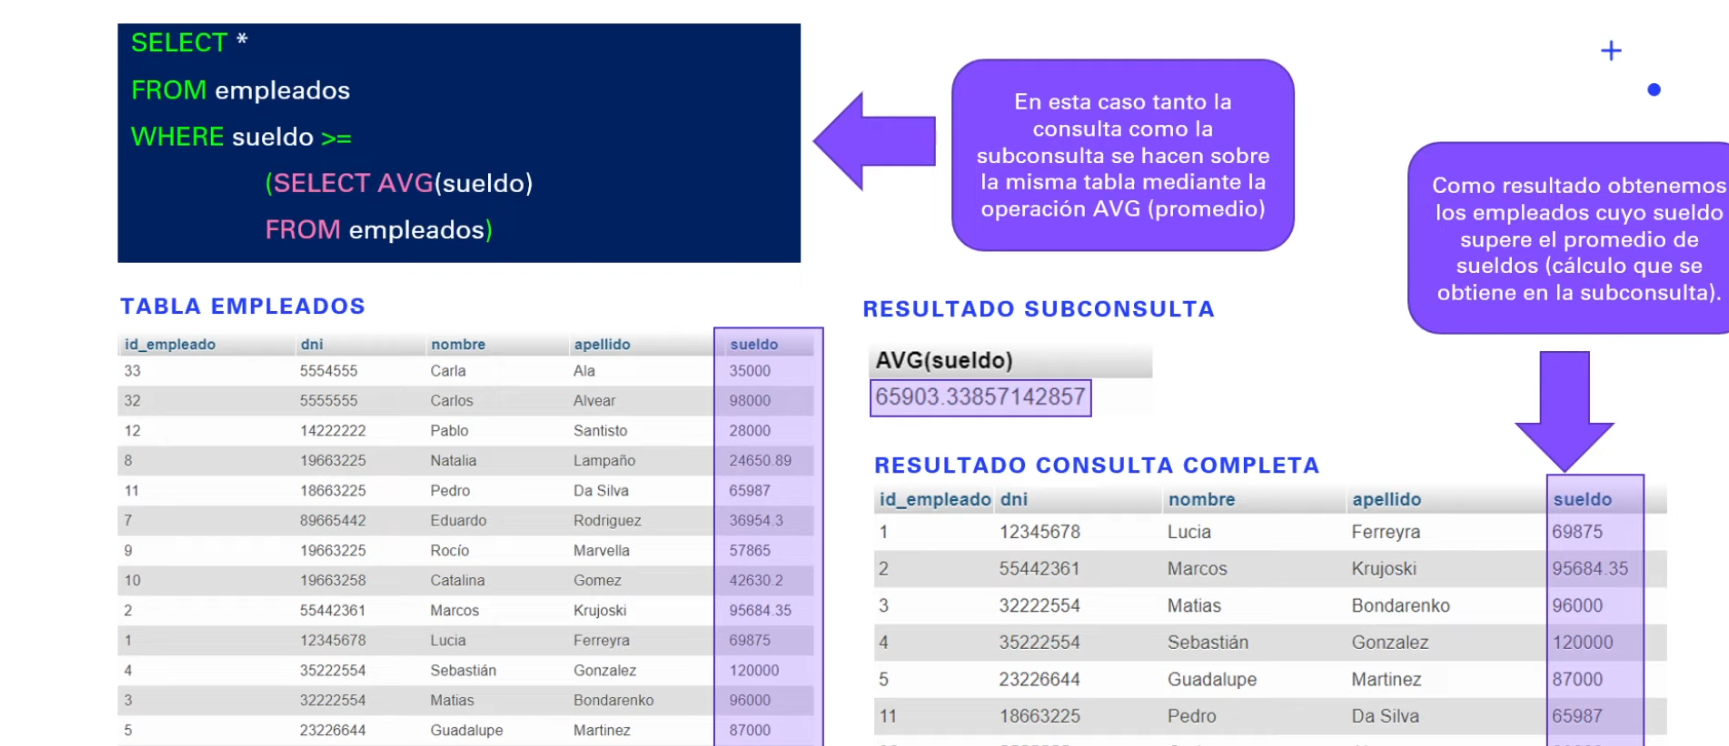 SELECT *
FROM empleados
WHERE sueldo >=
(SELECT AVG(sueldo)
FROM empleados)
En esta caso tanto la
consulta como la
subconsulta se hacen sobre
la misma tabla mediante la
operación AVG (promedio)
Como resultado obtenemos
los empleados cuyo sueldo
supere el promedio de
sueldos (cálculo que se
obtiene en la subconsulta).
TABLA EMPLEADOS
id_empleado dni nombre apellido sueldo
33 5554555 Carla Ala 35000
32 5555555 Carlos Alvear 98000
12 14222222 Pablo Santisto 28000
8 19663225 Natalia Lampaño 24650.89
11 18663225 Pedro Da Silva 65987
7 89665442 Eduardo Rodriguez 36954.3
9 19663225 Rocío Marvella 57865
10 19663258 Catalina Gomez 42630.2
2 55442361 Marcos Krujoski 95684.35
1 12345678 Lucia Ferreyra 69875
4 35222554 Sebastián Gonzalez 120000
3 32222554 Matias Bondarenko 96000
5 23226644 Guadalupe Martinez 87000
RESULTADO SUBCONSULTA
AVG(sueldo)
65903.33857142857
RESULTADO CONSULTA COMPLETA
id_empleado dni nombre apellido sueldo
1 12345678 Lucia Ferreyra 69875
2 55442361 Marcos Krujoski 95684.35
3 32222554 Matias Bondarenko 96000
4 35222554 Sebastián Gonzalez 120000
5 23226644 Guadalupe Martinez 87000
11 18663225 Pedro Da Silva 65987